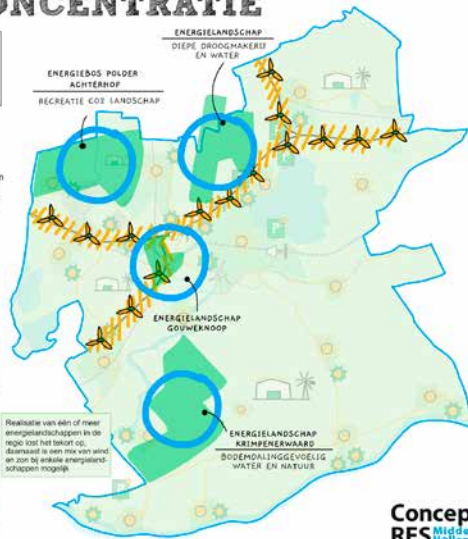 ONCENTRATIE
ENERGIELANDSCHAP
DIEPE DROOGMAKERIJ
EN WATER
ENERGIEBOS POLDER
ACHTERHOF
RECREATIE CO2 LANDSCHAP
ENERGIELANDSCHAP
GOUWEKNOOP
Realisatie van één of meer
energielandschappen in de
regio lost het tekort op,
daarnaast is een mix van wind
en zon bij enkele energieland-
schappen mogelijk
ENERGIELANDSCHAP
KRIMPENERWAARD
BODEMDALINGGEVOELIG
WATER EN NATUUR
Concep
RES Midde